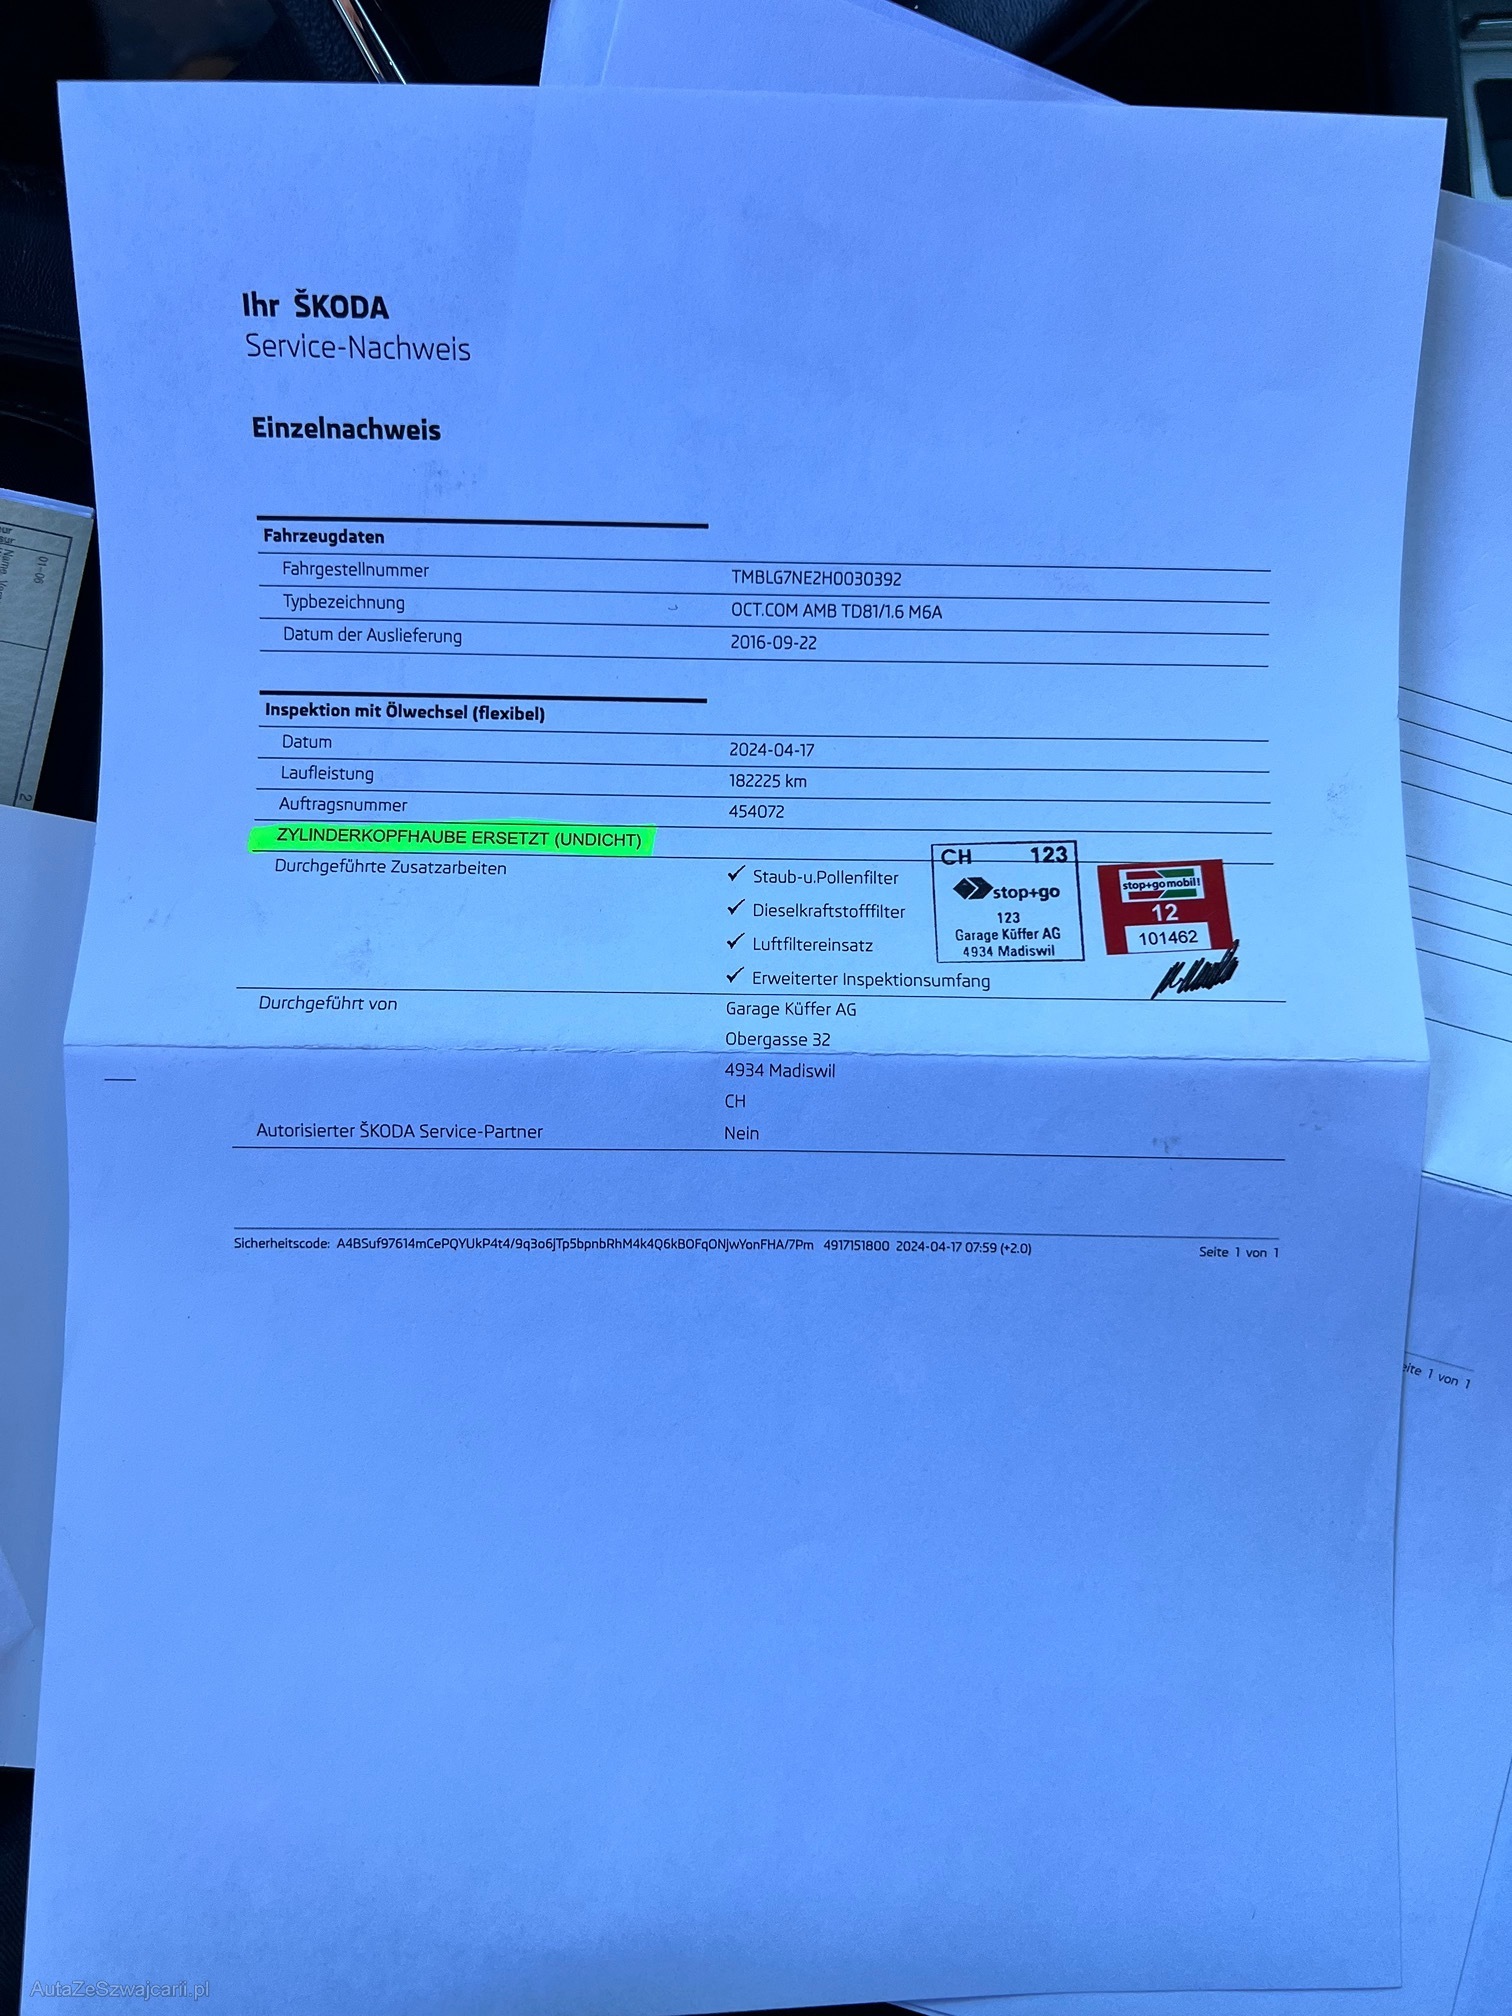 Ihr ŠKODA
Service-Nachweis
Einzelnachweis
Fahrzeugdaten
Fahrgestellnummer TMBLG7NE2H0030392
Typbezeichnung OCT.COM AMB TD81/1.6 M6A
Datum der Auslieferung 2016-09-22
Inspektion mit Ölwechsel (flexibel)
Datum 2024-04-17
Laufleistung 182225 km
Auftragsnummer 454072
ZYLINDERKOPFHAUBE ERSETZT (UNDICHT)
Durchgeführte Zusatzarbeiten
✓ Staub-u.Pollenfilter
✓ Dieselkraftstofffilter
✓ Luftfiltereinsatz
✓ Erweiterter Inspektionsumfang
CH 123
stop+go
123
Garage Küffer AG
4934 Madiswil
stop+go mobil!
12
101462
Durchgeführt von Garage Küffer AG
Obergasse 32
4934 Madiswil
CH
Autorisierter ŠKODA Service-Partner Nein
Sicherheitscode: A4BSuf97614mCePQYUkP4t4/9q3o6jTp5bpnbRhM4k4Q6kBOFqONjwYonFHA/7Pm 4917151800 2024-04-17 07:59 (+2.0) Seite 1 von 1
eite 1 von 1
01-06
2
AutaZeSzwajcarii.pl